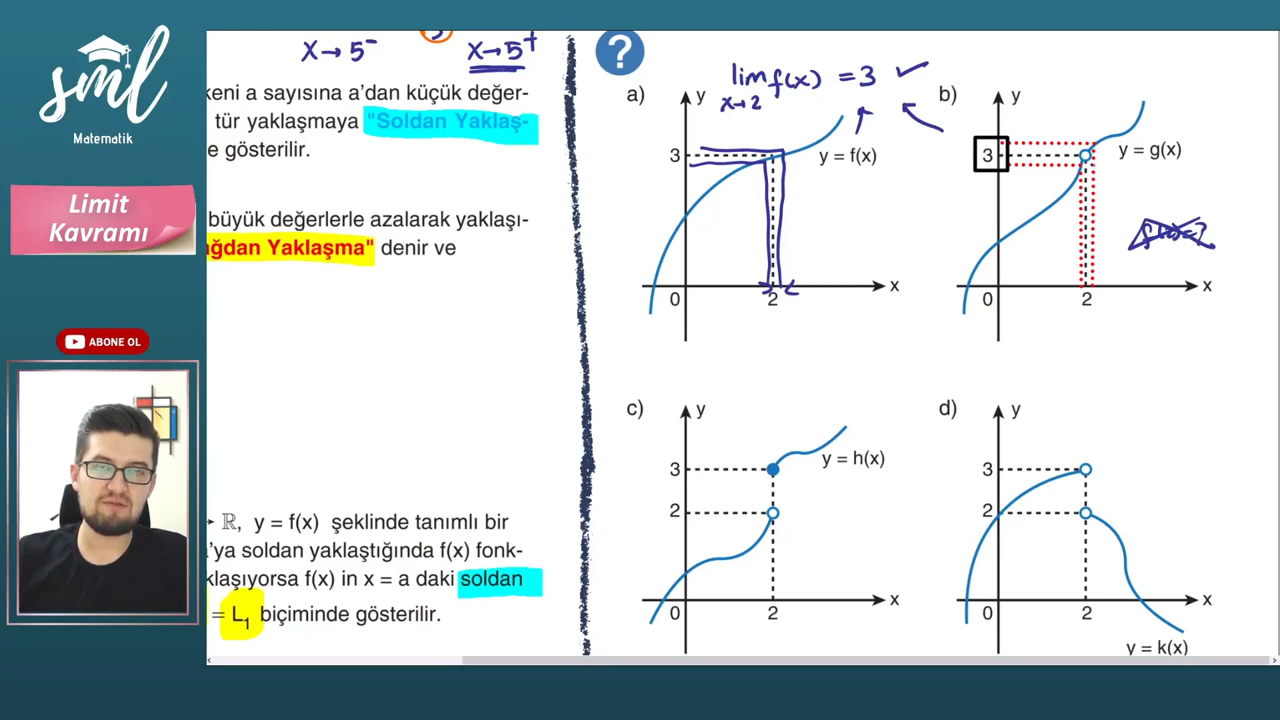 sml
Matematik
Limit
Kavramı
ABONE OL
x→5⁻
x→5⁺
keni a sayısına a'dan küçük değer-
tür yaklaşmaya "Soldan Yaklaş-
e gösterilir.
büyük değerlerle azalarak yaklaşı-
ağdan Yaklaşma" denir ve
→ ℝ, y = f(x) şeklinde tanımlı bir
a'ya soldan yaklaştığında f(x) fonk-
klaşıyorsa f(x) in x = a daki soldan
= L₁ biçiminde gösterilir.
?
lim f(x) = 3 ✓
x→2
a)
y
3
y = f(x)
0
2
x
b)
y
3
y = g(x)
0
2
x
c)
y
3
2
y = h(x)
0
2
x
d)
y
3
2
0
2
x
y = k(x)